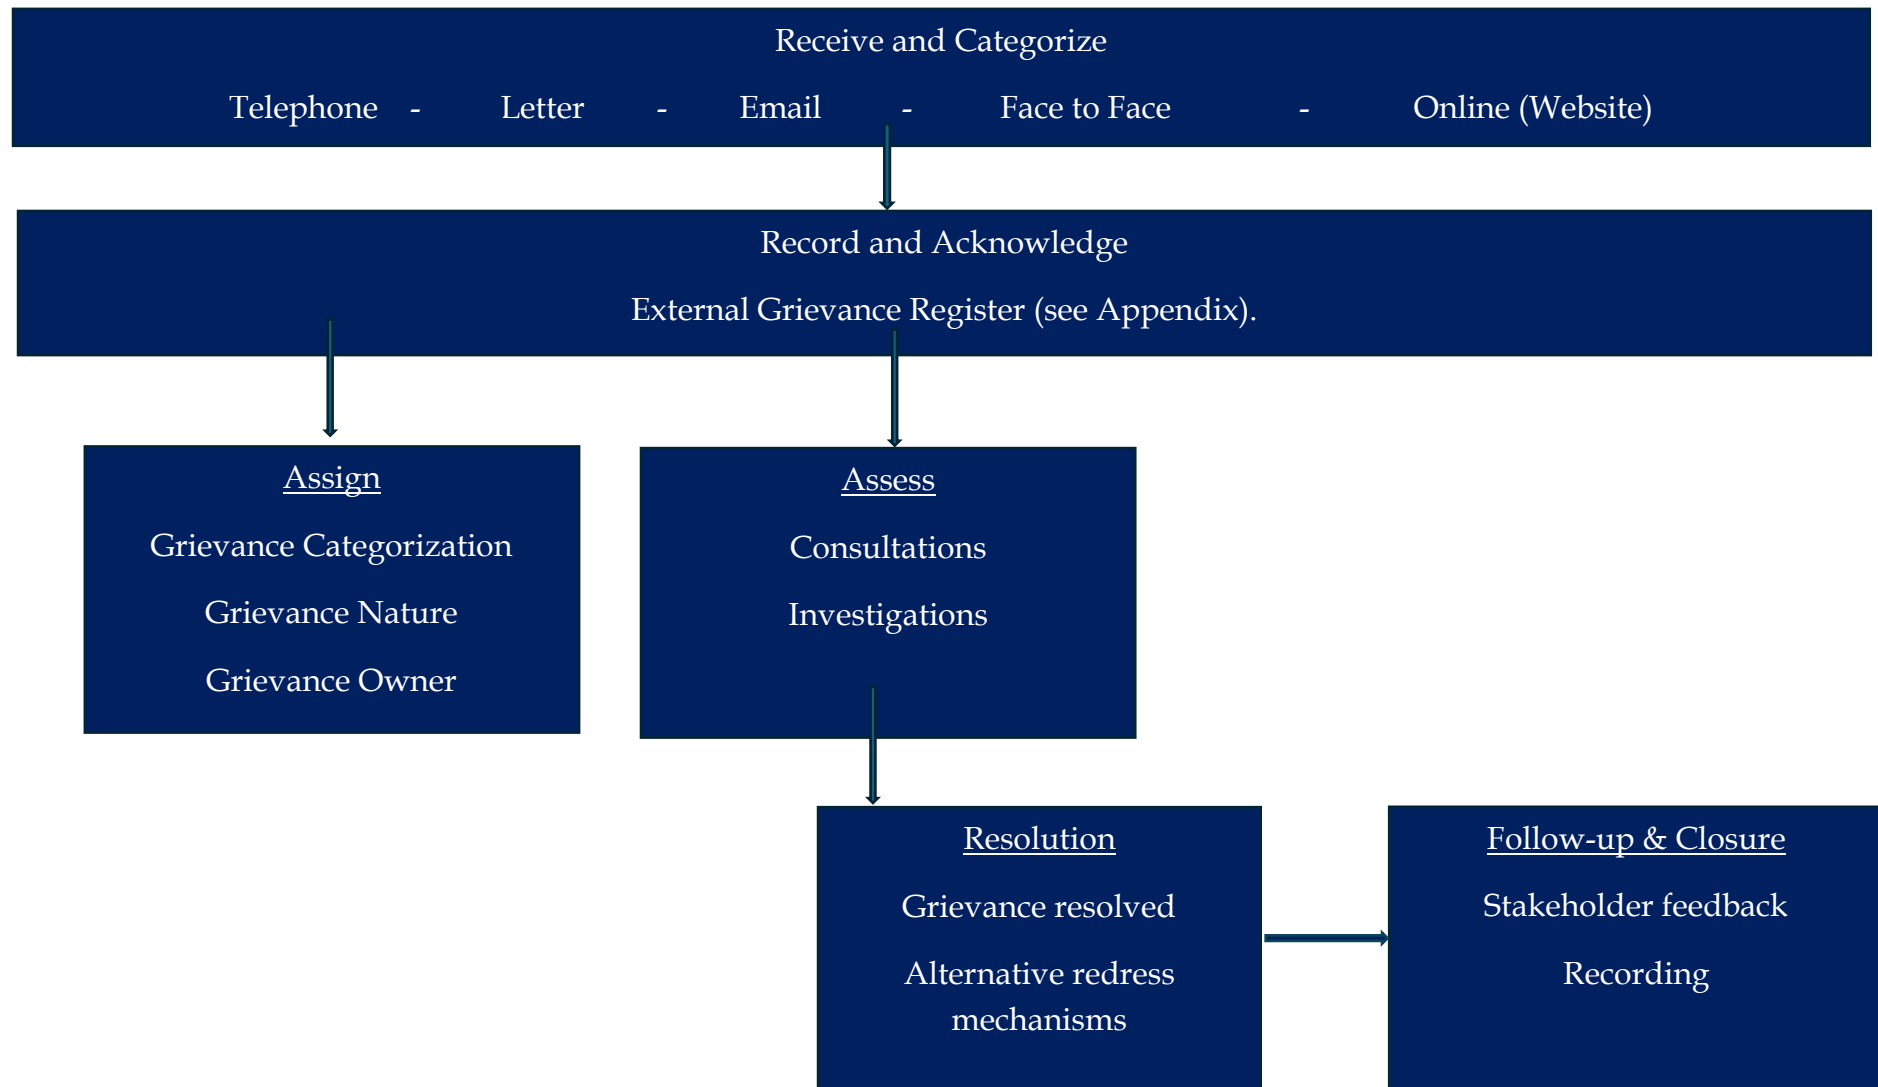 Receive and Categorize
Telephone - Letter - Email - Face to Face - Online (Website)
Record and Acknowledge
External Grievance Register (see Appendix).
Assign
Grievance Categorization
Grievance Nature
Grievance Owner
Assess
Consultations
Investigations
Resolution
Grievance resolved
Alternative redress
mechanisms
Follow-up & Closure
Stakeholder feedback
Recording